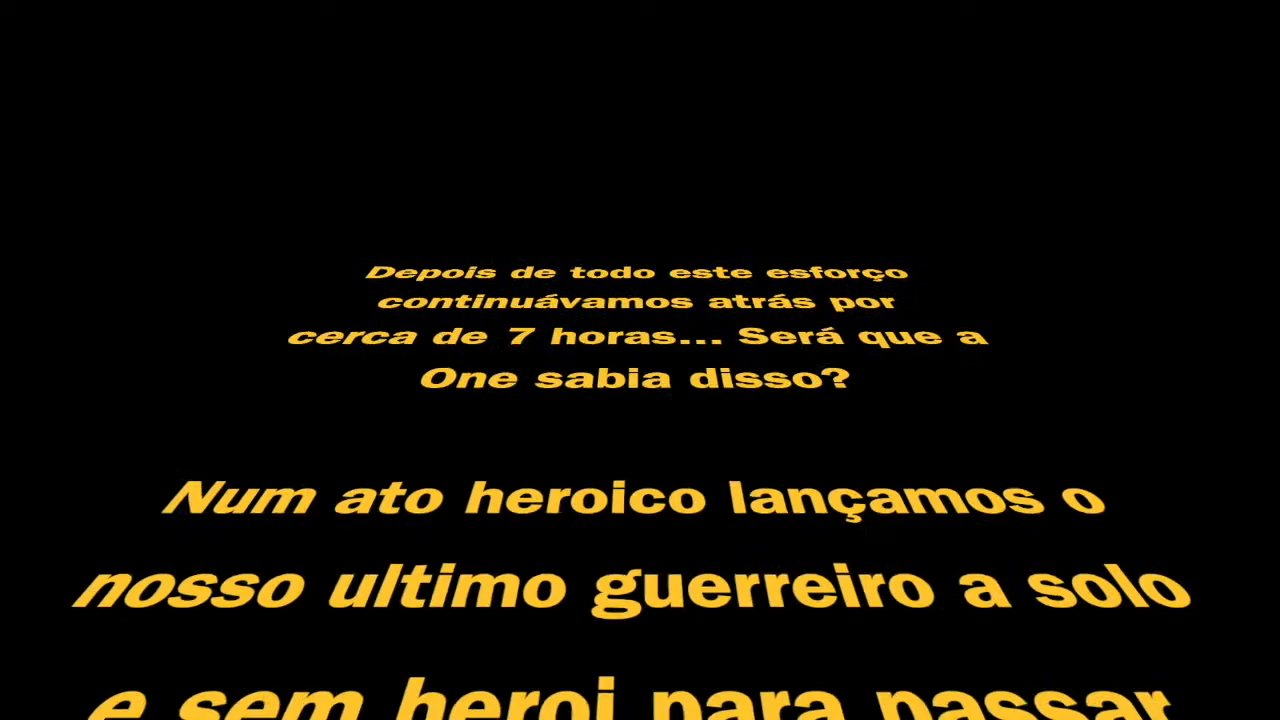 Depois de todo este esforço
continuávamos atrás por
cerca de 7 horas... Será que a
One sabia disso?
Num ato heroico lançamos o
nosso ultimo guerreiro a solo
e sem heroi para passar